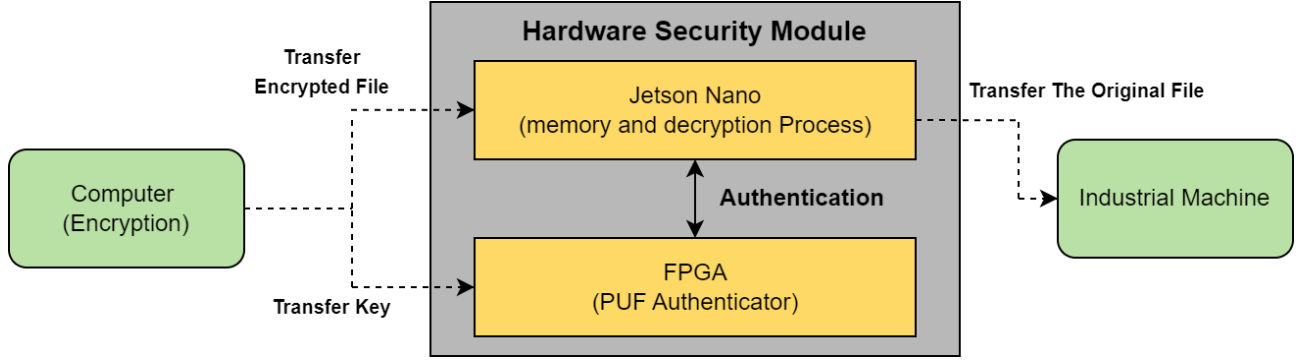 Hardware Security Module
Transfer
Encrypted File
Jetson Nano
(memory and decryption Process)
Transfer The Original File
Computer
(Encryption)
Authentication
Industrial Machine
FPGA
(PUF Authenticator)
Transfer Key